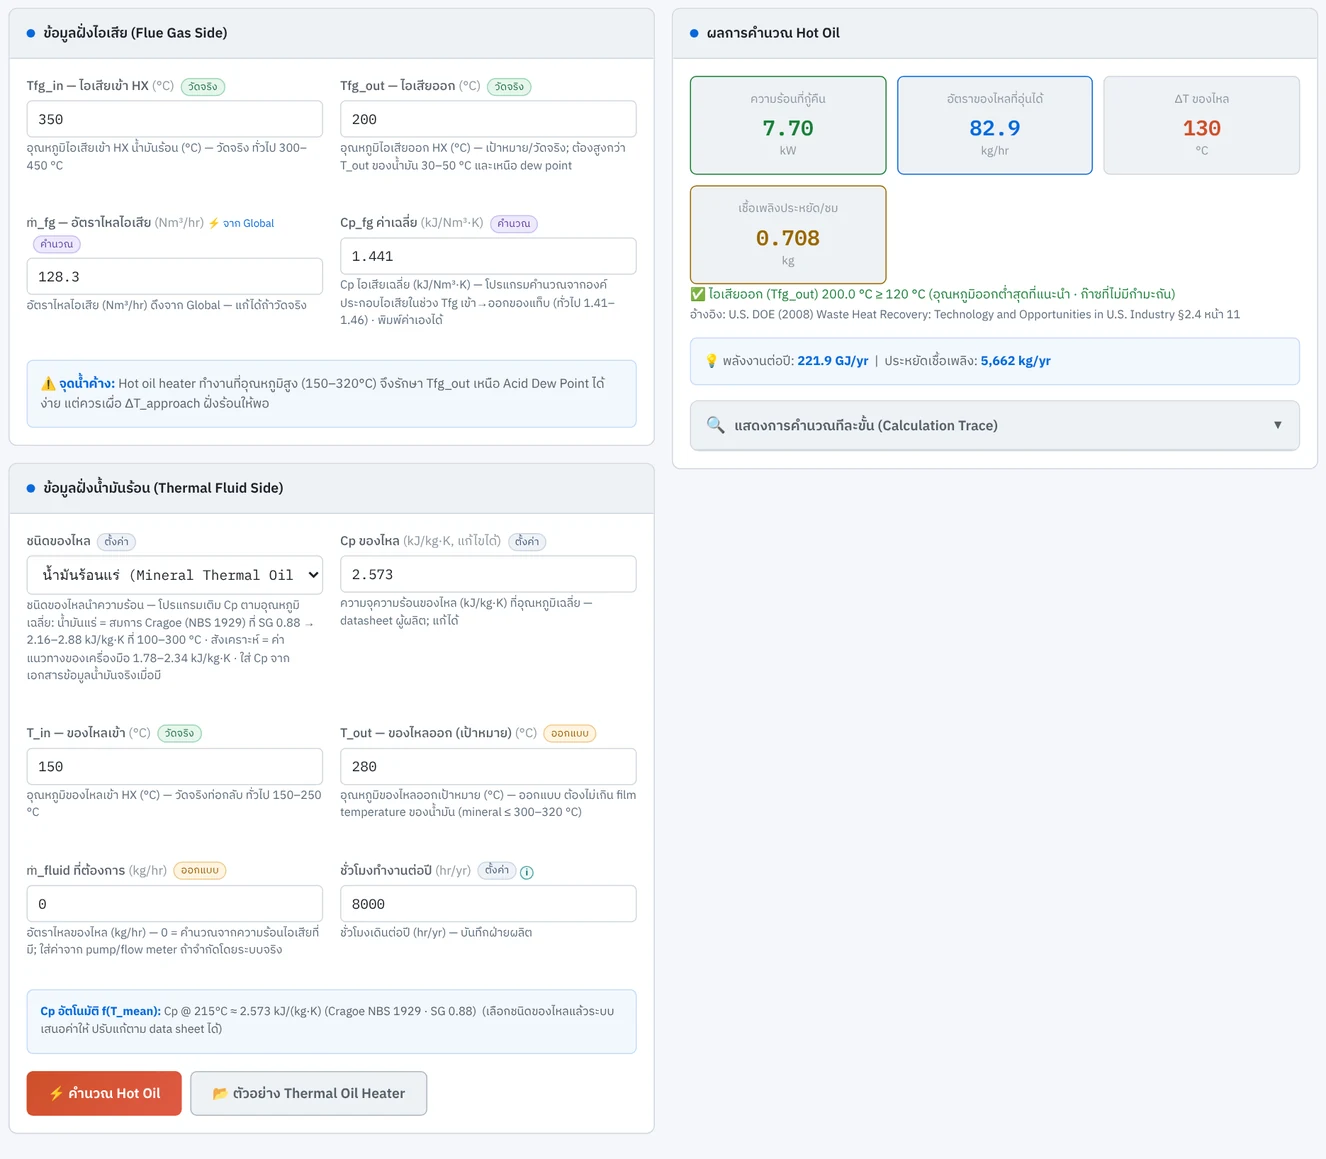 ข้อมูลฝั่งไอเสีย (Flue Gas Side)
Tfg_in — ไอเสียเข้า HX (°C) วัดจริง
350
อุณหภูมิไอเสียเข้า HX น้ำมันร้อน (°C) — วัดจริง ทั่วไป 300–
450 °C
Tfg_out — ไอเสียออก (°C) วัดจริง
200
อุณหภูมิไอเสียออก HX (°C) — เป้าหมาย/วัดจริง; ต้องสูงกว่า
T_out ของน้ำมัน 30–50 °C และเหนือ dew point
ṁ_fg — อัตราไหลไอเสีย (Nm³/hr) ⚡ จาก Global
คำนวณ
128.3
อัตราไหลไอเสีย (Nm³/hr) ดึงจาก Global — แก้ได้ถ้าวัดจริง
Cp_fg ค่าเฉลี่ย (kJ/Nm³·K) คำนวณ
1.441
Cp ไอเสียเฉลี่ย (kJ/Nm³·K) — โปรแกรมคำนวณจากองค์
ประกอบไอเสียในช่วง Tfg เข้า→ออกของแท็บ (ทั่วไป 1.41–
1.46) · พิมพ์ค่าเองได้
⚠️ จุดน้ำค้าง: Hot oil heater ทำงานที่อุณหภูมิสูง (150–320°C) จึงรักษา Tfg_out เหนือ Acid Dew Point ได้
ง่าย แต่ควรเผื่อ ΔT_approach ฝั่งร้อนให้พอ
ข้อมูลฝั่งน้ำมันร้อน (Thermal Fluid Side)
ชนิดของไหล ตั้งค่า
น้ำมันร้อนแร่ (Mineral Thermal Oil
ชนิดของไหลนำความร้อน — โปรแกรมเติม Cp ตามอุณหภูมิ
เฉลี่ย: น้ำมันแร่ = สมการ Cragoe (NBS 1929) ที่ SG 0.88 →
2.16–2.88 kJ/kg·K ที่ 100–300 °C · สังเคราะห์ = ค่า
แนวทางของเครื่องมือ 1.78–2.34 kJ/kg·K · ใส่ Cp จาก
เอกสารข้อมูลน้ำมันจริงเมื่อมี
Cp ของไหล (kJ/kg·K, แก้ไขได้) ตั้งค่า
2.573
ความจุความร้อนของไหล (kJ/kg·K) ที่อุณหภูมิเฉลี่ย —
datasheet ผู้ผลิต; แก้ได้
T_in — ของไหลเข้า (°C) วัดจริง
150
อุณหภูมิของไหลเข้า HX (°C) — วัดจริงท่อกลับ ทั่วไป 150–250
°C
T_out — ของไหลออก (เป้าหมาย) (°C) ออกแบบ
280
อุณหภูมิของไหลออกเป้าหมาย (°C) — ออกแบบ ต้องไม่เกิน film
temperature ของน้ำมัน (mineral ≤ 300–320 °C)
ṁ_fluid ที่ต้องการ (kg/hr) ออกแบบ
0
อัตราไหลของไหล (kg/hr) — 0 = คำนวณจากความร้อนไอเสียที่
มี; ใส่ค่าจาก pump/flow meter ถ้าจำกัดโดยระบบจริง
ชั่วโมงทำงานต่อปี (hr/yr) ตั้งค่า i
8000
ชั่วโมงเดินต่อปี (hr/yr) — บันทึกฝ่ายผลิต
Cp อัตโนมัติ f(T_mean): Cp @ 215°C ≈ 2.573 kJ/(kg·K) (Cragoe NBS 1929 · SG 0.88) (เลือกชนิดของไหลแล้วระบบ
เสนอค่าให้ ปรับแก้ตาม data sheet ได้)
⚡ คำนวณ Hot Oil
📂 ตัวอย่าง Thermal Oil Heater
ผลการคำนวณ Hot Oil
ความร้อนที่กู้คืน
7.70
kW
อัตราของไหลที่อุ่นได้
82.9
kg/hr
ΔT ของไหล
130
°C
เชื้อเพลิงประหยัด/ชม
0.708
kg
✅ ไอเสียออก (Tfg_out) 200.0 °C ≥ 120 °C (อุณหภูมิออกต่ำสุดที่แนะนำ · ก๊าซที่ไม่มีกำมะถัน)
อ้างอิง: U.S. DOE (2008) Waste Heat Recovery: Technology and Opportunities in U.S. Industry §2.4 หน้า 11
💡 พลังงานต่อปี: 221.9 GJ/yr | ประหยัดเชื้อเพลิง: 5,662 kg/yr
🔍 แสดงการคำนวณทีละขั้น (Calculation Trace) ▼